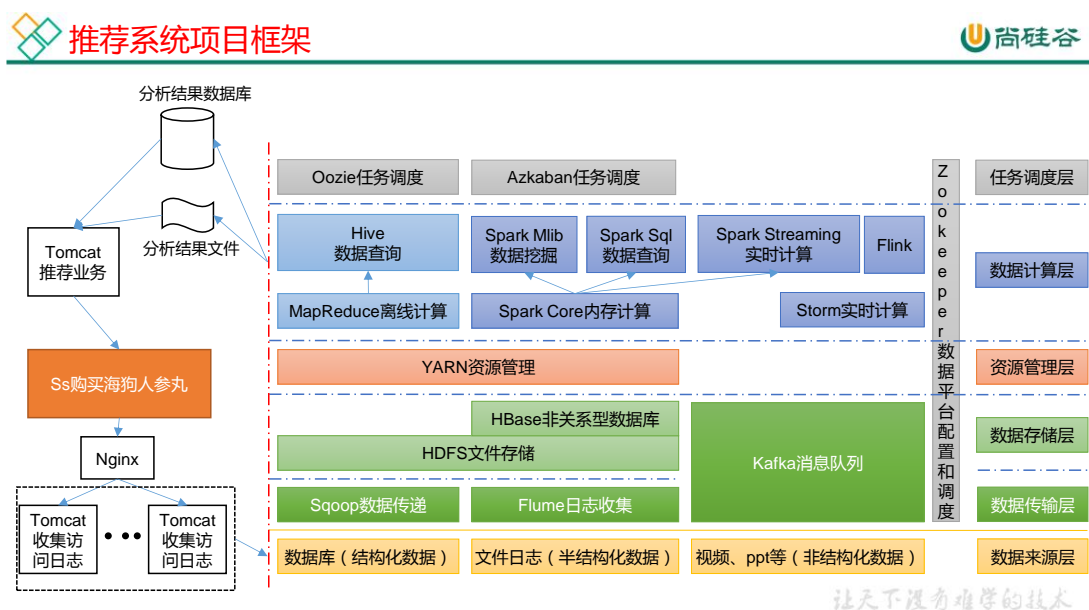 推荐系统项目框架
尚硅谷
分析结果数据库
分析结果文件
Tomcat
推荐业务
Ss购买海狗人参丸
Nginx
Tomcat
收集访
问日志
•••
Tomcat
收集访
问日志
Oozie任务调度
Azkaban任务调度
任务调度层
Hive
数据查询
Spark Mlib
数据挖掘
Spark Sql
数据查询
Spark Streaming
实时计算
Flink
数据计算层
MapReduce离线计算
Spark Core内存计算
Storm实时计算
YARN资源管理
资源管理层
HBase非关系型数据库
HDFS文件存储
Kafka消息队列
数据存储层
Sqoop数据传递
Flume日志收集
数据传输层
数据库（结构化数据）
文件日志（半结构化数据）
视频、ppt等（非结构化数据）
数据来源层
Zookeeper数据平台配置和调度
让天下没有难学的技术